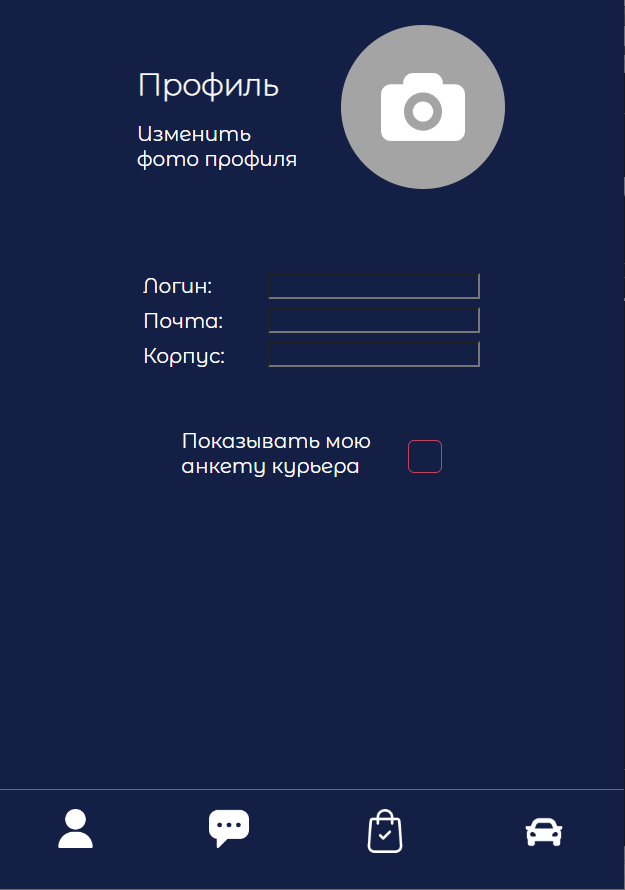 Профиль
Изменить
фото профиля
Логин:
Почта:
Корпус:
Показывать мою
анкету курьера